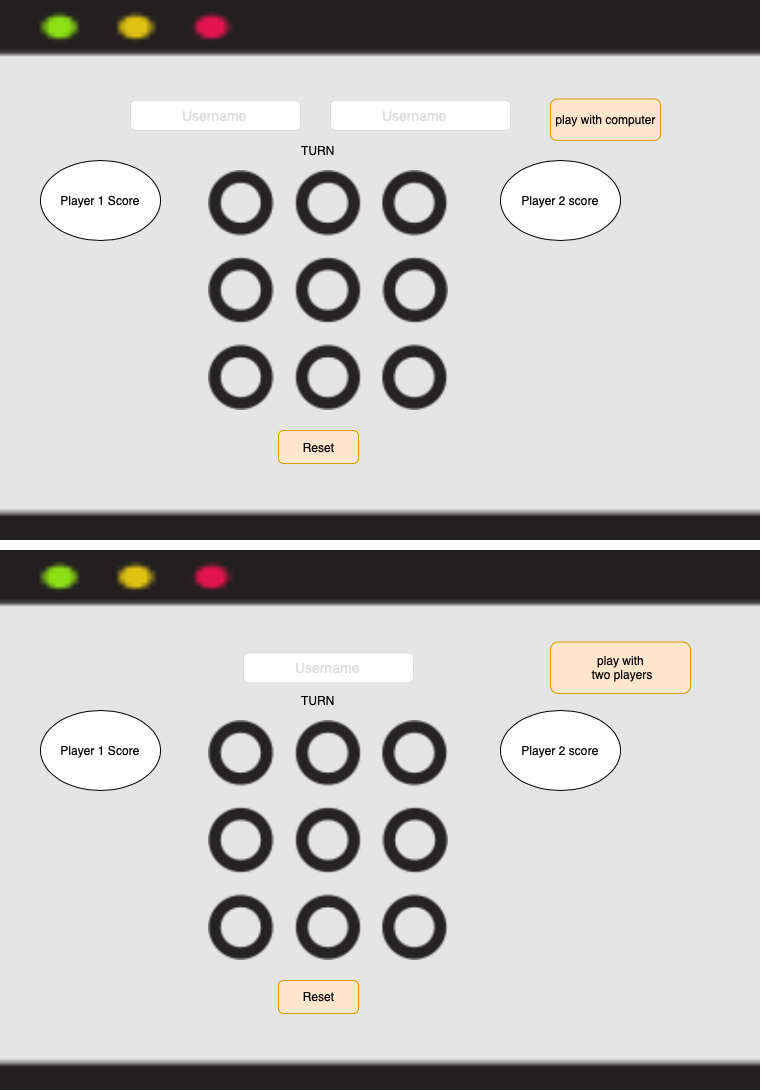 Username
Username
play with computer
TURN
Player 1 Score
Player 2 score
Reset
Username
play with
two players
TURN
Player 1 Score
Player 2 score
Reset